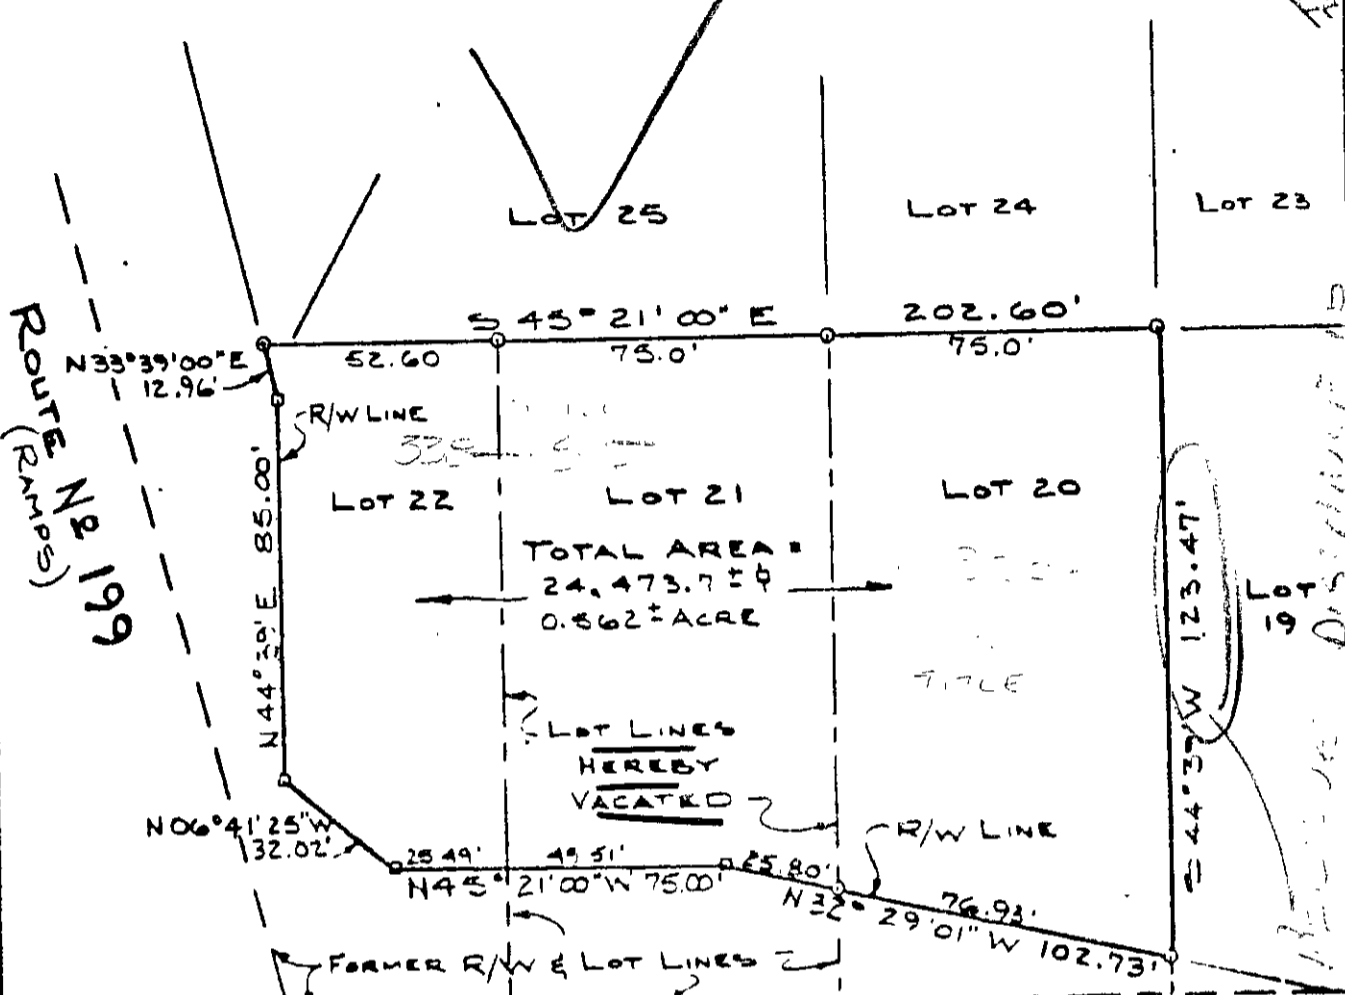 LOT 25
LOT 24
LOT 23
S 45° 21' 00" E
202.60'
N33°39'00"E
12.96'
52.60
75.0'
75.0'
ROUTE No 199
(RAMPS)
R/W LINE
LOT 22
LOT 21
LOT 20
N44°39'E 85.00'
TOTAL AREA =
24,473.7 ±
0.562 ± ACRE
123.47'
LOT
19
44°39' W
TITLE
LOT LINES
HEREBY
VACATED
R/W LINE
N06°41'25"W
32.02'
25.49'
49.51'
25.80'
N45° 21'00"W 75.00'
76.93'
N 32° 29'01" W 102.73'
FORMER R/W & LOT LINES